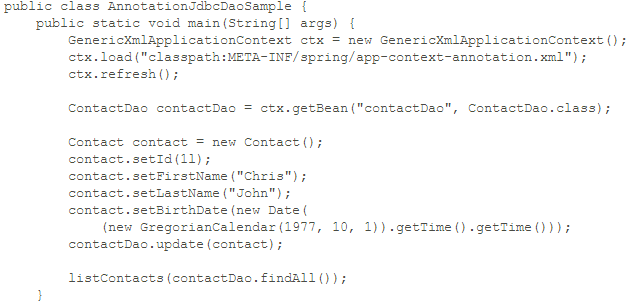 public class AnnotationJdbcDaoSample {
    public static void main(String[] args) {
        GenericXmlApplicationContext ctx = new GenericXmlApplicationContext();
        ctx.load("classpath:META-INF/spring/app-context-annotation.xml");
        ctx.refresh();

        ContactDao contactDao = ctx.getBean("contactDao", ContactDao.class);

        Contact contact = new Contact();
        contact.setId(1l);
        contact.setFirstName("Chris");
        contact.setLastName("John");
        contact.setBirthDate(new Date(
            (new GregorianCalendar(1977, 10, 1)).getTime().getTime()));
        contactDao.update(contact);

        listContacts(contactDao.findAll());
    }